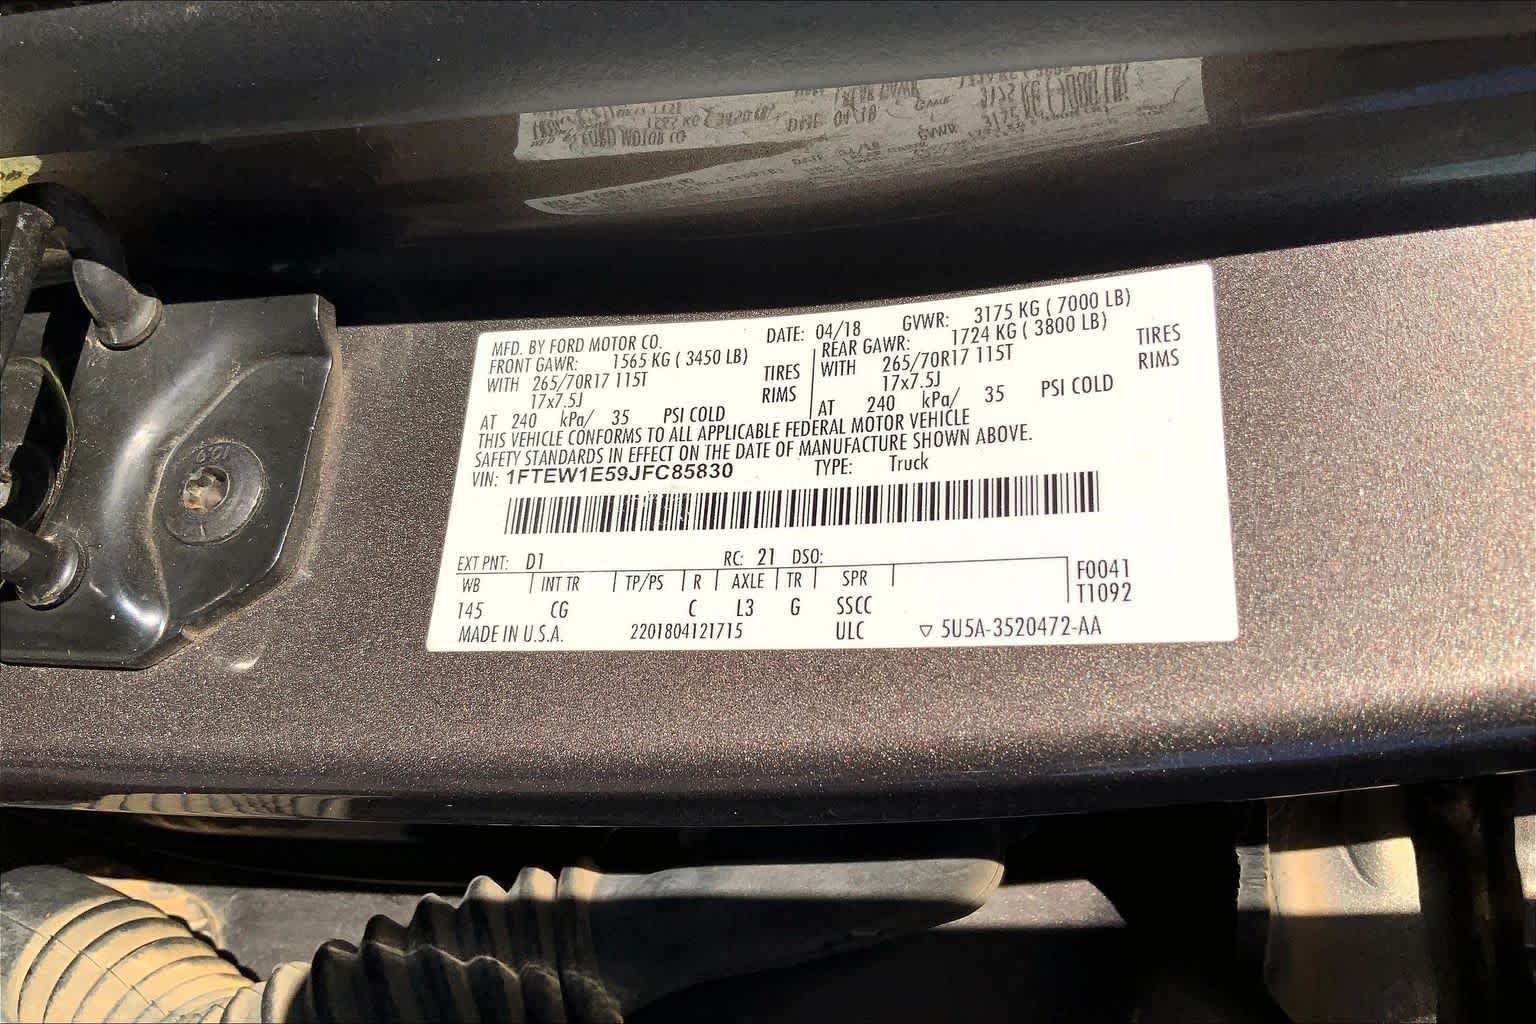 MFD. BY FORD MOTOR CO. DATE: 04/18 GVWR: 3175 KG ( 7000 LB)
FRONT GAWR: 1565 KG ( 3450 LB) REAR GAWR: 1724 KG ( 3800 LB)
WITH 265/70R17 115T TIRES WITH 265/70R17 115T TIRES
17x7.5J RIMS 17x7.5J RIMS
AT 240 kPa/ 35 PSI COLD AT 240 kPa/ 35 PSI COLD
THIS VEHICLE CONFORMS TO ALL APPLICABLE FEDERAL MOTOR VEHICLE
SAFETY STANDARDS IN EFFECT ON THE DATE OF MANUFACTURE SHOWN ABOVE.
VIN: 1FTEW1E59JFC85830 TYPE: Truck
EXT PNT: D1 RC: 21 DSO:
WB INT TR TP/PS R AXLE TR SPR F0041
145 CG C L3 G SSCC T1092
MADE IN U.S.A. 2201804121715 ULC ▽ 5U5A-3520472-AA